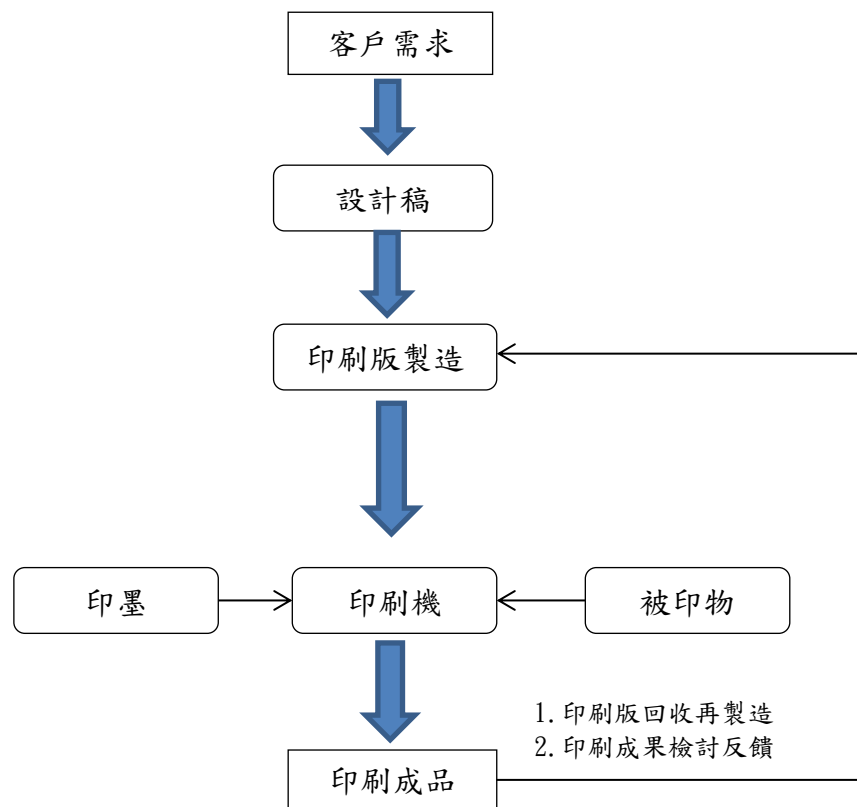 客戶需求
設計稿
印刷版製造
印墨
印刷機
被印物
1.印刷版回收再製造
2.印刷成果檢討反饋
印刷成品